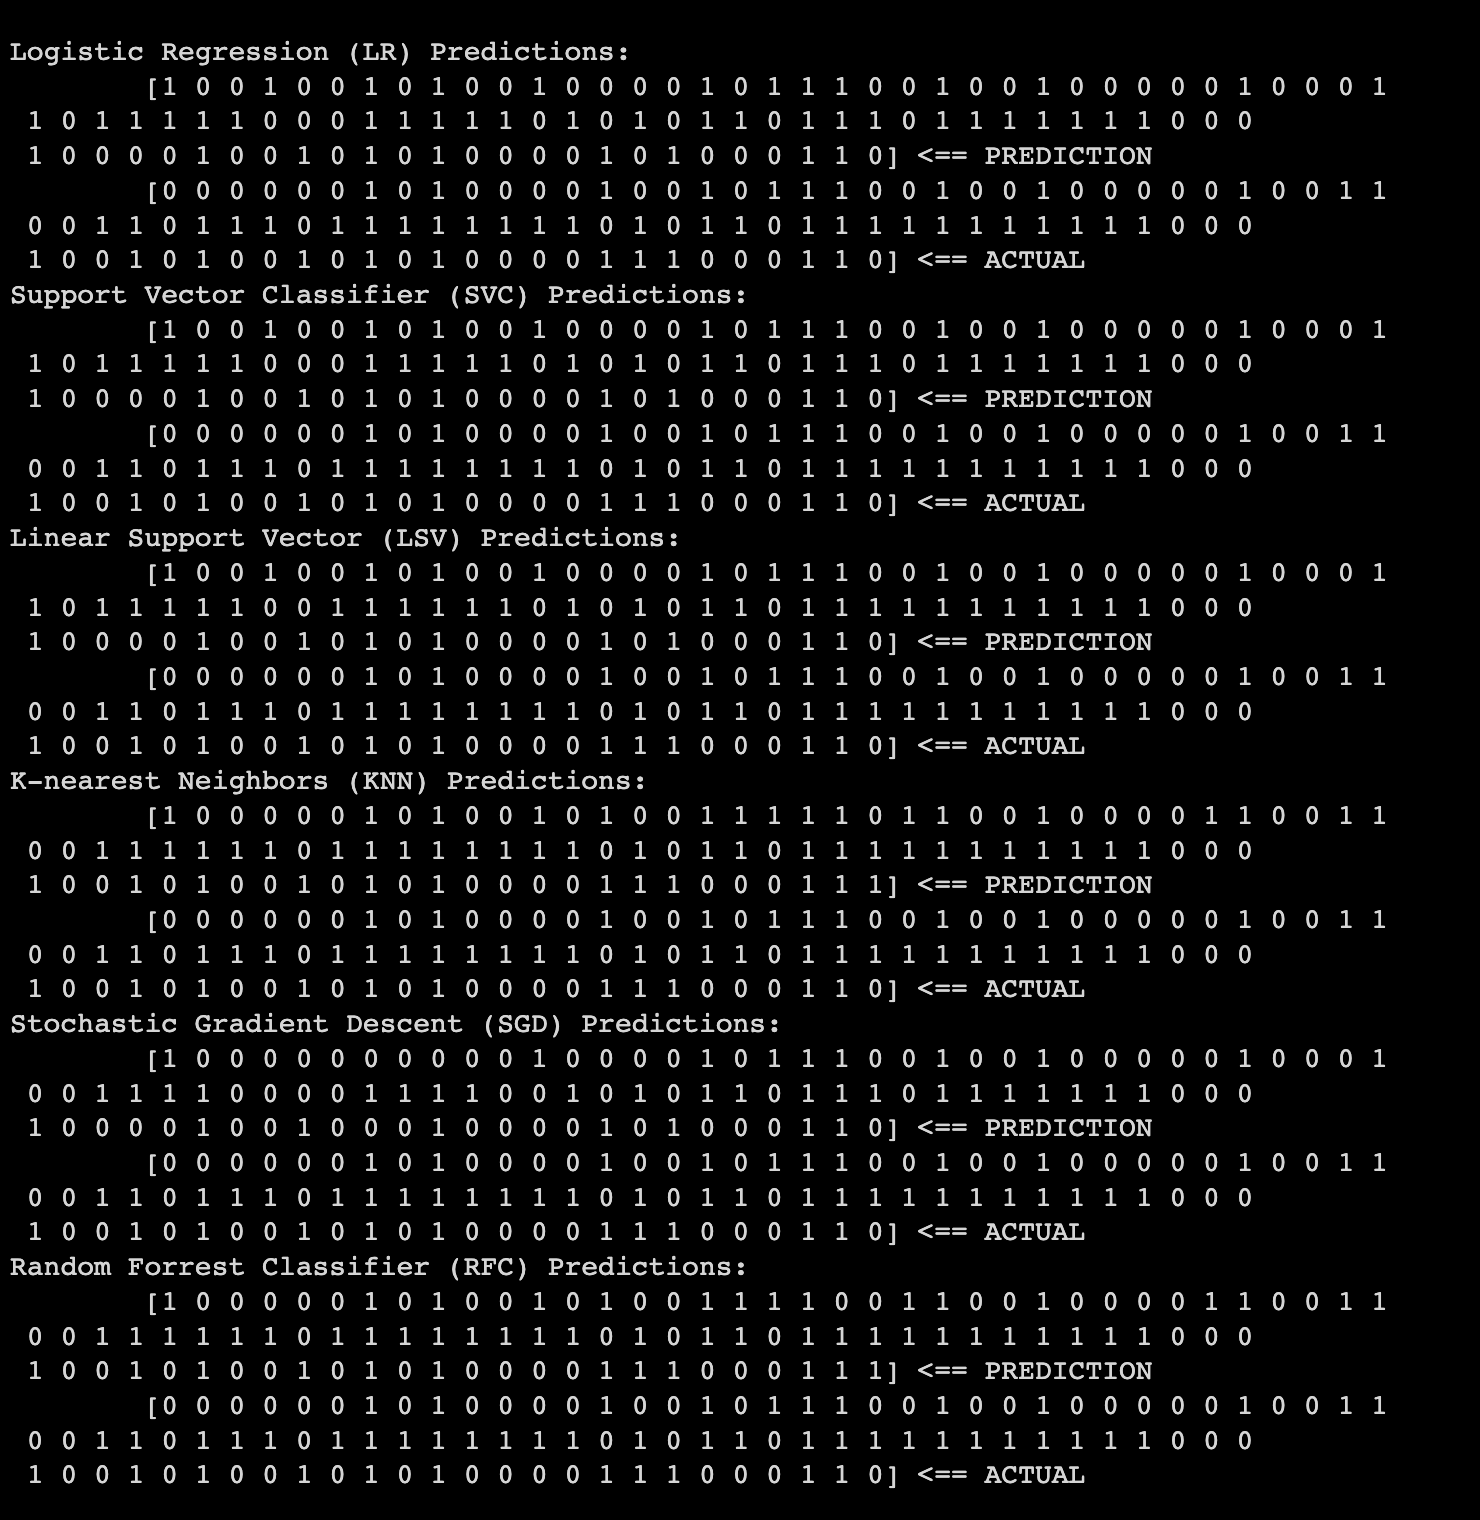 Logistic Regression (LR) Predictions:
[1 0 0 1 0 0 1 0 1 0 0 1 0 0 0 0 1 0 1 1 1 0 0 1 0 0 1 0 0 0 0 0 1 0 0 0 1
1 0 1 1 1 1 1 0 0 0 1 1 1 1 1 0 1 0 1 0 1 1 0 1 1 1 0 1 1 1 1 1 1 1 0 0 0
1 0 0 0 0 1 0 0 1 0 1 0 1 0 0 0 0 1 0 1 0 0 0 1 1 0] <== PREDICTION
[0 0 0 0 0 0 1 0 1 0 0 0 0 1 0 0 1 0 1 1 1 0 0 1 0 0 1 0 0 0 0 0 1 0 0 1 1
0 0 1 1 0 1 1 1 0 1 1 1 1 1 1 1 1 0 1 0 1 1 0 1 1 1 1 1 1 1 1 1 1 1 0 0 0
1 0 0 1 0 1 0 0 1 0 1 0 1 0 0 0 0 1 1 1 0 0 0 1 1 0] <== ACTUAL
Support Vector Classifier (SVC) Predictions:
[1 0 0 1 0 0 1 0 1 0 0 1 0 0 0 0 1 0 1 1 1 0 0 1 0 0 1 0 0 0 0 0 1 0 0 0 1
1 0 1 1 1 1 1 0 0 0 1 1 1 1 1 0 1 0 1 0 1 1 0 1 1 1 0 1 1 1 1 1 1 1 0 0 0
1 0 0 0 0 1 0 0 1 0 1 0 1 0 0 0 0 1 0 1 0 0 0 1 1 0] <== PREDICTION
[0 0 0 0 0 0 1 0 1 0 0 0 0 1 0 0 1 0 1 1 1 0 0 1 0 0 1 0 0 0 0 0 1 0 0 1 1
0 0 1 1 0 1 1 1 0 1 1 1 1 1 1 1 1 0 1 0 1 1 0 1 1 1 1 1 1 1 1 1 1 1 0 0 0
1 0 0 1 0 1 0 0 1 0 1 0 1 0 0 0 0 1 1 1 0 0 0 1 1 0] <== ACTUAL
Linear Support Vector (LSV) Predictions:
[1 0 0 1 0 0 1 0 1 0 0 1 0 0 0 0 1 0 1 1 1 0 0 1 0 0 1 0 0 0 0 0 1 0 0 0 1
1 0 1 1 1 1 1 0 0 1 1 1 1 1 1 0 1 0 1 0 1 1 0 1 1 1 1 1 1 1 1 1 1 1 0 0 0
1 0 0 0 0 1 0 0 1 0 1 0 1 0 0 0 0 1 0 1 0 0 0 1 1 0] <== PREDICTION
[0 0 0 0 0 0 1 0 1 0 0 0 0 1 0 0 1 0 1 1 1 0 0 1 0 0 1 0 0 0 0 0 1 0 0 1 1
0 0 1 1 0 1 1 1 0 1 1 1 1 1 1 1 1 0 1 0 1 1 0 1 1 1 1 1 1 1 1 1 1 1 0 0 0
1 0 0 1 0 1 0 0 1 0 1 0 1 0 0 0 0 1 1 1 0 0 0 1 1 0] <== ACTUAL
K-nearest Neighbors (KNN) Predictions:
[1 0 0 0 0 0 1 0 1 0 0 1 0 1 0 0 1 1 1 1 1 0 1 1 0 0 1 0 0 0 0 1 1 0 0 1 1
0 0 1 1 1 1 1 1 0 1 1 1 1 1 1 1 1 0 1 0 1 1 0 1 1 1 1 1 1 1 1 1 1 1 0 0 0
1 0 0 1 0 1 0 0 1 0 1 0 1 0 0 0 0 1 1 1 0 0 0 1 1 1] <== PREDICTION
[0 0 0 0 0 0 1 0 1 0 0 0 0 1 0 0 1 0 1 1 1 0 0 1 0 0 1 0 0 0 0 0 1 0 0 1 1
0 0 1 1 0 1 1 1 0 1 1 1 1 1 1 1 1 0 1 0 1 1 0 1 1 1 1 1 1 1 1 1 1 1 0 0 0
1 0 0 1 0 1 0 0 1 0 1 0 1 0 0 0 0 1 1 1 0 0 0 1 1 0] <== ACTUAL
Stochastic Gradient Descent (SGD) Predictions:
[1 0 0 0 0 0 0 0 0 0 0 1 0 0 0 0 1 0 1 1 1 0 0 1 0 0 1 0 0 0 0 0 1 0 0 0 1
0 0 1 1 1 1 0 0 0 0 1 1 1 1 0 0 1 0 1 0 1 1 0 1 1 1 0 1 1 1 1 1 1 1 0 0 0
1 0 0 0 0 1 0 0 1 0 0 0 1 0 0 0 0 1 0 1 0 0 0 1 1 0] <== PREDICTION
[0 0 0 0 0 0 1 0 1 0 0 0 0 1 0 0 1 0 1 1 1 0 0 1 0 0 1 0 0 0 0 0 1 0 0 1 1
0 0 1 1 0 1 1 1 0 1 1 1 1 1 1 1 1 0 1 0 1 1 0 1 1 1 1 1 1 1 1 1 1 1 0 0 0
1 0 0 1 0 1 0 0 1 0 1 0 1 0 0 0 0 1 1 1 0 0 0 1 1 0] <== ACTUAL
Random Forrest Classifier (RFC) Predictions:
[1 0 0 0 0 0 1 0 1 0 0 1 0 1 0 0 1 1 1 1 0 0 1 1 0 0 1 0 0 0 0 1 1 0 0 1 1
0 0 1 1 1 1 1 1 0 1 1 1 1 1 1 1 1 0 1 0 1 1 0 1 1 1 1 1 1 1 1 1 1 1 0 0 0
1 0 0 1 0 1 0 0 1 0 1 0 1 0 0 0 0 1 1 1 0 0 0 1 1 1] <== PREDICTION
[0 0 0 0 0 0 1 0 1 0 0 0 0 1 0 0 1 0 1 1 1 0 0 1 0 0 1 0 0 0 0 0 1 0 0 1 1
0 0 1 1 0 1 1 1 0 1 1 1 1 1 1 1 1 0 1 0 1 1 0 1 1 1 1 1 1 1 1 1 1 1 0 0 0
1 0 0 1 0 1 0 0 1 0 1 0 1 0 0 0 0 1 1 1 0 0 0 1 1 0] <== ACTUAL